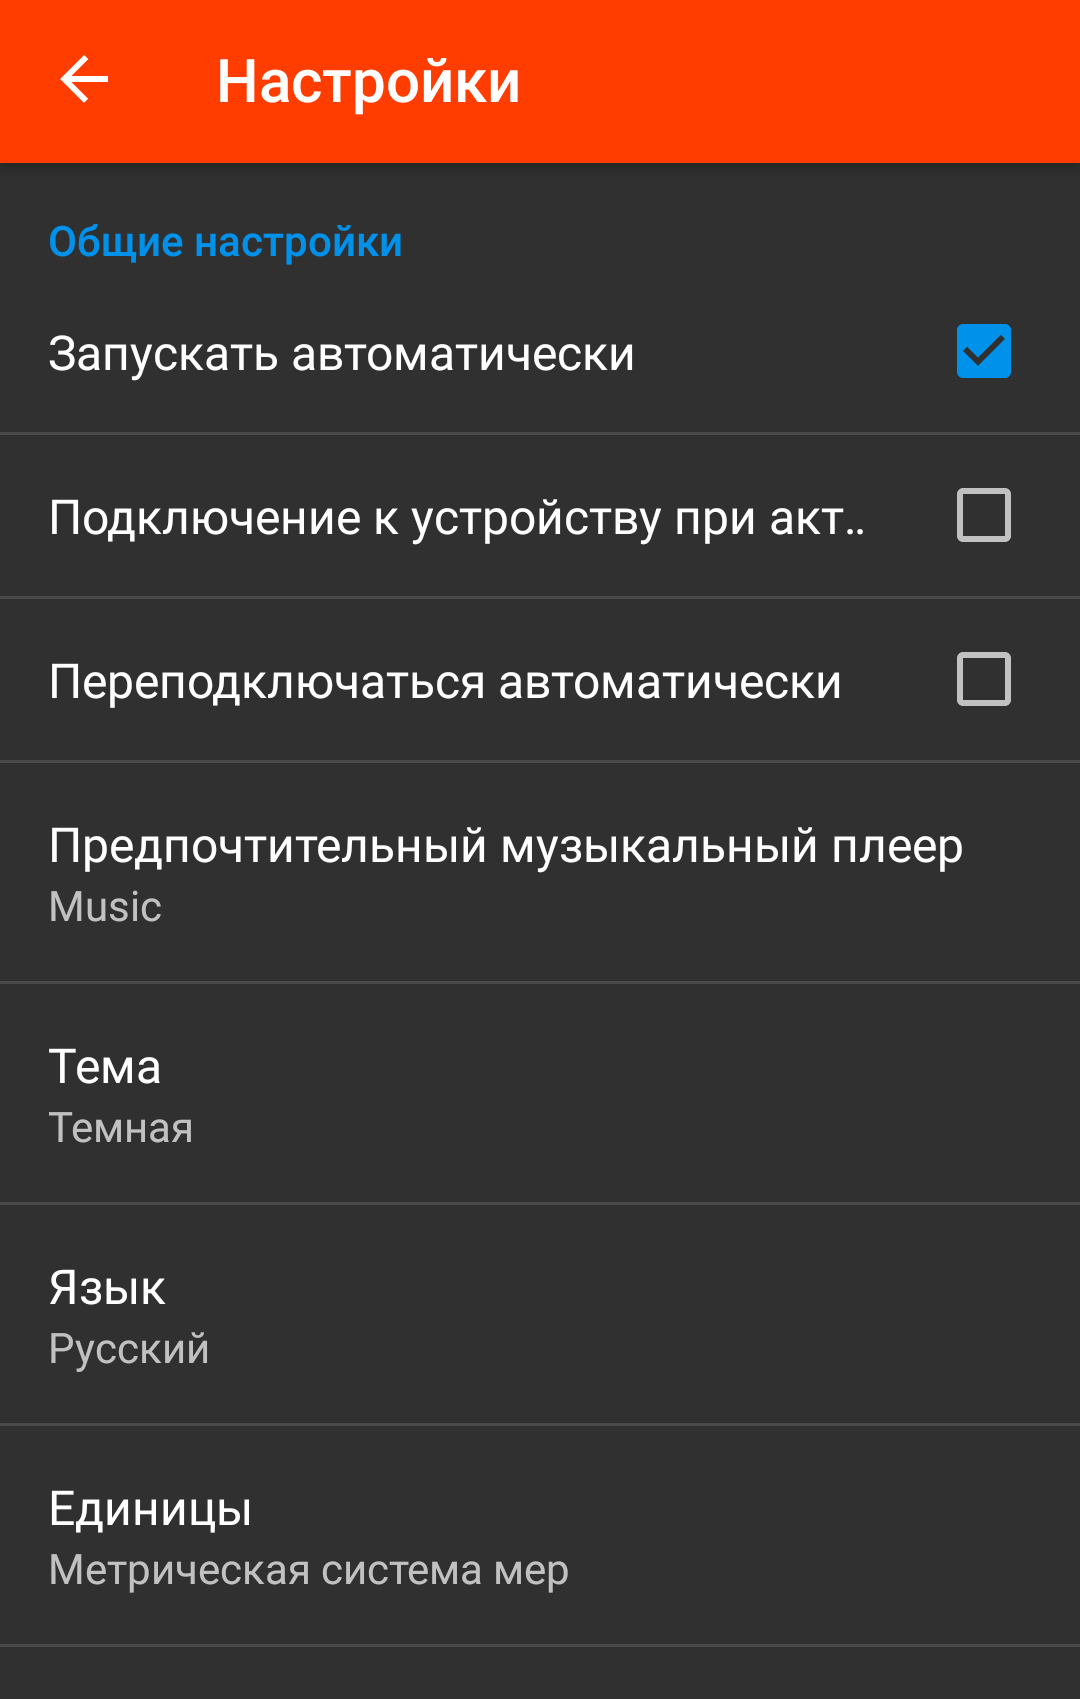 Настройки
Общие настройки
Запускать автоматически
Подключение к устройству при акт..
Переподключаться автоматически
Предпочтительный музыкальный плеер
Music
Тема
Темная
Язык
Русский
Единицы
Метрическая система мер